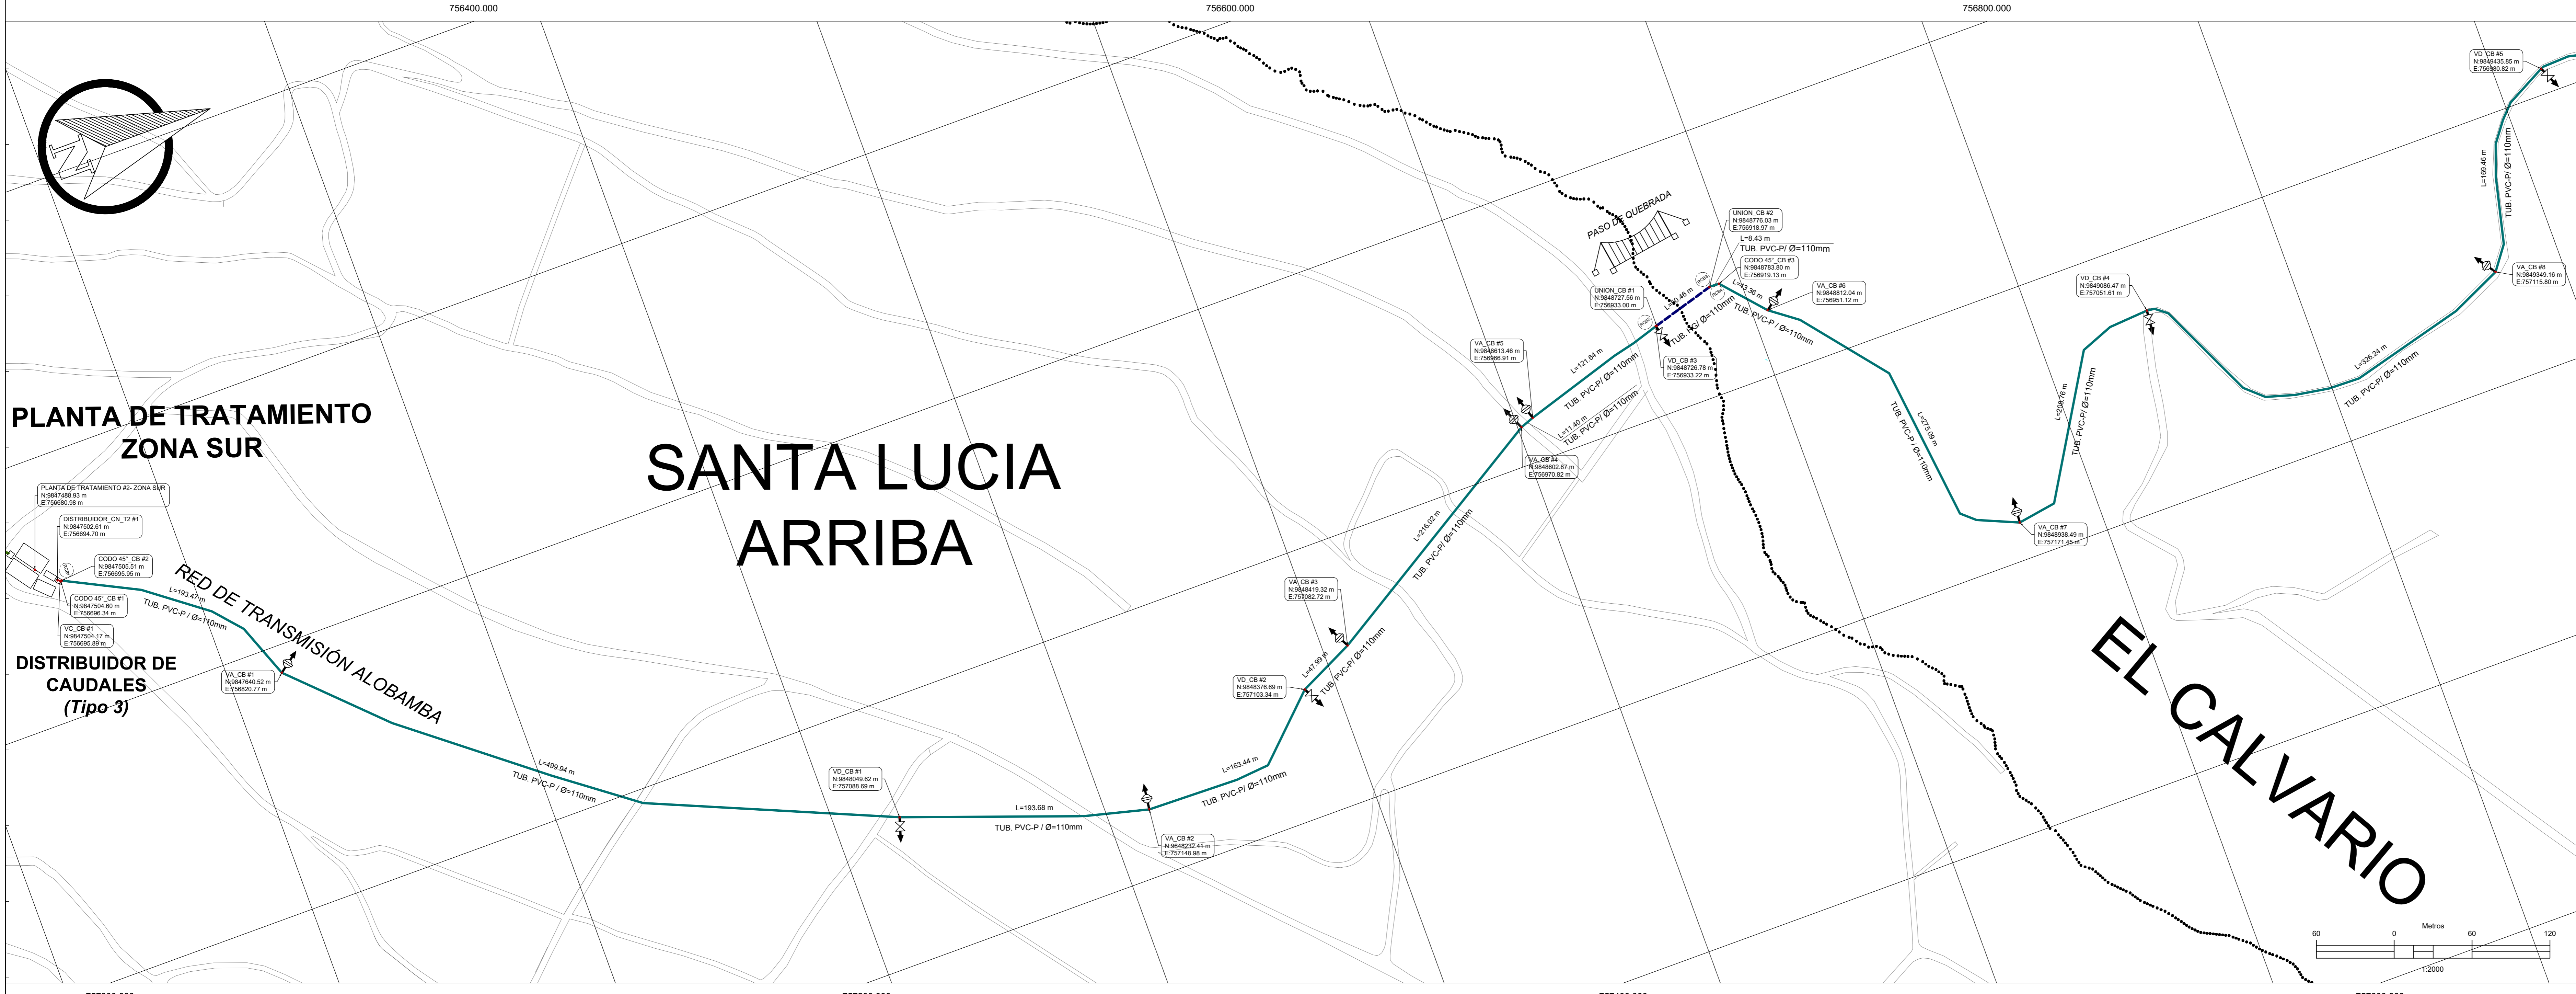 756400.000
756600.000
756800.000
N
PLANTA DE TRATAMIENTO
ZONA SUR
PLANTA DE TRATAMIENTO #2- ZONA SUR
N:9847488.93 m
E:756680.98 m
DISTRIBUIDOR_CN_T2 #1
N:9847502.61 m
E:756694.70 m
CODO 45°_CB #2
N:9847505.51 m
E:756695.95 m
CODO 45°_CB #1
N:9847504.60 m
E:756696.34 m
VC_CB #1
N:9847504.17 m
E:756695.89 m
DISTRIBUIDOR DE
CAUDALES
(Tipo 3)
L=193.47 m
TUB. PVC-P / Ø=110mm
RED DE TRANSMISIÓN ALOBAMBA
VA_CB #1
N:9847640.52 m
E:756820.77 m
L=499.94 m
TUB. PVC-P / Ø=110mm
SANTA LUCIA
ARRIBA
VD_CB #1
N:9848049.62 m
E:757088.69 m
L=193.68 m
TUB. PVC-P / Ø=110mm
VA_CB #2
N:9848232.41 m
E:757148.98 m
L=163.44 m
TUB. PVC-P/ Ø=110mm
VD_CB #2
N:9848376.69 m
E:757103.34 m
L=47.99 m
TUB. PVC-P/ Ø=110mm
VA_CB #3
N:9848419.32 m
E:757082.72 m
L=216.02 m
TUB. PVC-P/ Ø=110mm
VA_CB #4
N:9848602.87 m
E:756970.82 m
L=11.40 m
TUB. PVC-P/ Ø=110mm
VA_CB #5
N:9848613.46 m
E:756966.91 m
L=121.64 m
TUB. PVC-P/ Ø=110mm
PASO DE QUEBRADA
UNION_CB #1
N:9848727.56 m
E:756933.00 m
VD_CB #3
N:9848726.78 m
E:756933.22 m
TUB. HG/ Ø=110mm
UNION_CB #2
N:9848776.03 m
E:756918.97 m
L=8.43 m
TUB. PVC-P/ Ø=110mm
CODO 45°_CB #3
N:9848783.80 m
E:756919.13 m
L=43.36 m
TUB. PVC-P / Ø=110mm
VA_CB #6
N:9848812.04 m
E:756951.12 m
L=275.09 m
TUB. PVC-P / Ø=110mm
VA_CB #7
N:9848938.49 m
E:757171.45 m
TUB. PVC-P/ Ø=110mm
VD_CB #4
N:9849086.47 m
E:757051.61 m
L=326.24 m
TUB. PVC-P/ Ø=110mm
VA_CB #8
N:9849349.16 m
E:757115.80 m
L=169.46 m
TUB. PVC-P/ Ø=110mm
VD_CB #5
N:9849435.85 m
E:756980.82 m
EL CALVARIO
Metros
60 0 60 120
1:2000